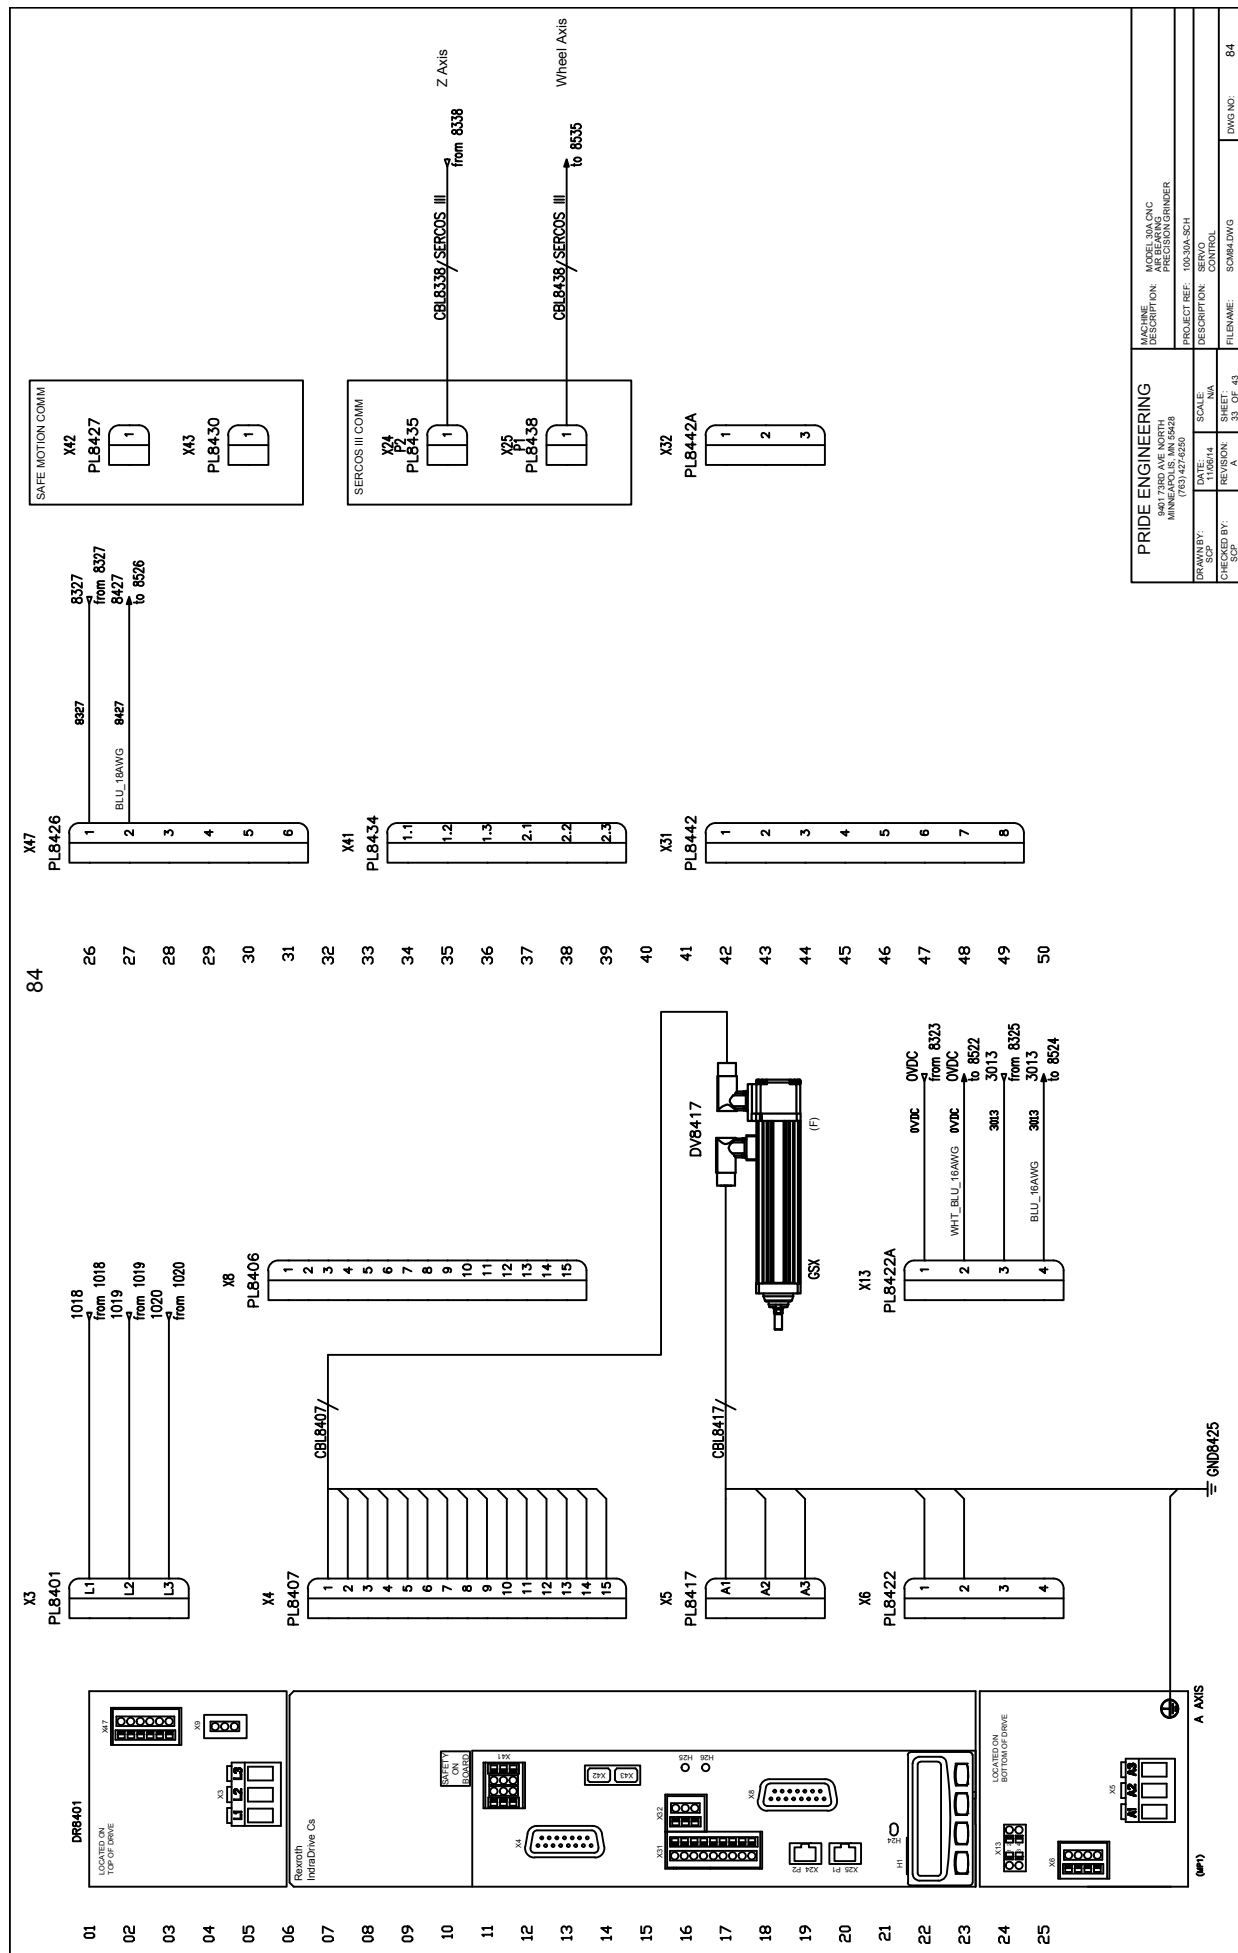 84
01
02
03
04
05
06
07
08
09
10
11
12
13
14
15
16
17
18
19
20
21
22
23
24
25
DR8401
LOCATED ON
TOP OF DRIVE
X47
X9
X3
L1 L2 L3
Rexroth
IndraDrive Cs
SAFETY
ON
BOARD
X41
X4
X42
X43
X31
X32
H25
H26
X8
X24 P2
X25 P1
H24
H1
LOCATED ON
BOTTOM OF DRIVE
X13
X6
X5
A1 A2 A3
(MP1)
A AXIS
X3
PL8401
L1
L2
L3
1018
from 1018
1019
from 1019
1020
from 1020
X4
PL8407
1
2
3
4
5
6
7
8
9
10
11
12
13
14
15
CBL8407
X8
PL8406
1
2
3
4
5
6
7
8
9
10
11
12
13
14
15
X5
PL8417
A1
A2
A3
CBL8417
DV8417
GSX
(F)
X6
PL8422
1
2
3
4
GND8425
X13
PL8422A
1
2
3
4
0VDC
0VDC
from 8323
WHT_BLU_16AWG
0VDC
0VDC
to 8522
3013
3013
from 8325
BLU_16AWG
3013
3013
to 8524
26
27
28
29
30
31
32
33
34
35
36
37
38
39
40
41
42
43
44
45
46
47
48
49
50
X47
PL8426
1
2
3
4
5
6
8327
8327
from 8327
BLU_18AWG
8427
8427
to 8526
X41
PL8434
1.1
1.2
1.3
2.1
2.2
2.3
X31
PL8442
1
2
3
4
5
6
7
8
SAFE MOTION COMM
X42
PL8427
1
X43
PL8430
1
SERCOS III COMM
X24
P2
PL8435
1
CBL8338/SERCOS III
from 8338
Z Axis
X25
P1
PL8438
1
CBL8438/SERCOS III
to 8535
Wheel Axis
X32
PL8442A
1
2
3
PRIDE ENGINEERING
9401 73RD AVE NORTH
MINNEAPOLIS, MN 55428
(763) 427-6250
DRAWN BY:
SCP
DATE:
11/06/14
SCALE:
N/A
CHECKED BY:
SCP
REVISION:
A
SHEET:
33 OF 43
MACHINE
DESCRIPTION:
MODEL 30A CNC
AIR BEARING
PRECISION GRINDER
PROJECT REF: 100-30A-SCH
DESCRIPTION:
SERVO
CONTROL
FILENAME: SCM84.DWG
DWG NO: 84